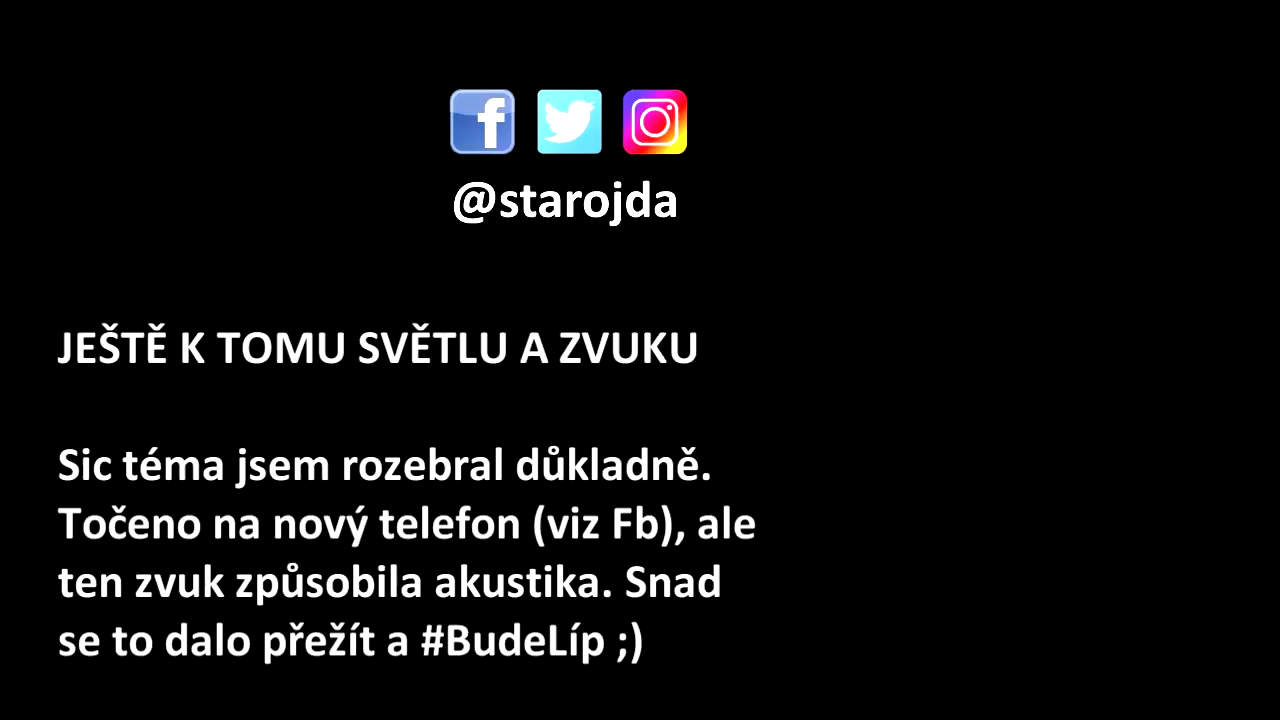 @starojda
JEŠTĚ K TOMU SVĚTLU A ZVUKU
Sic téma jsem rozebral důkladně.
Točeno na nový telefon (viz Fb), ale
ten zvuk způsobila akustika. Snad
se to dalo přežít a #BudeLíp ;)